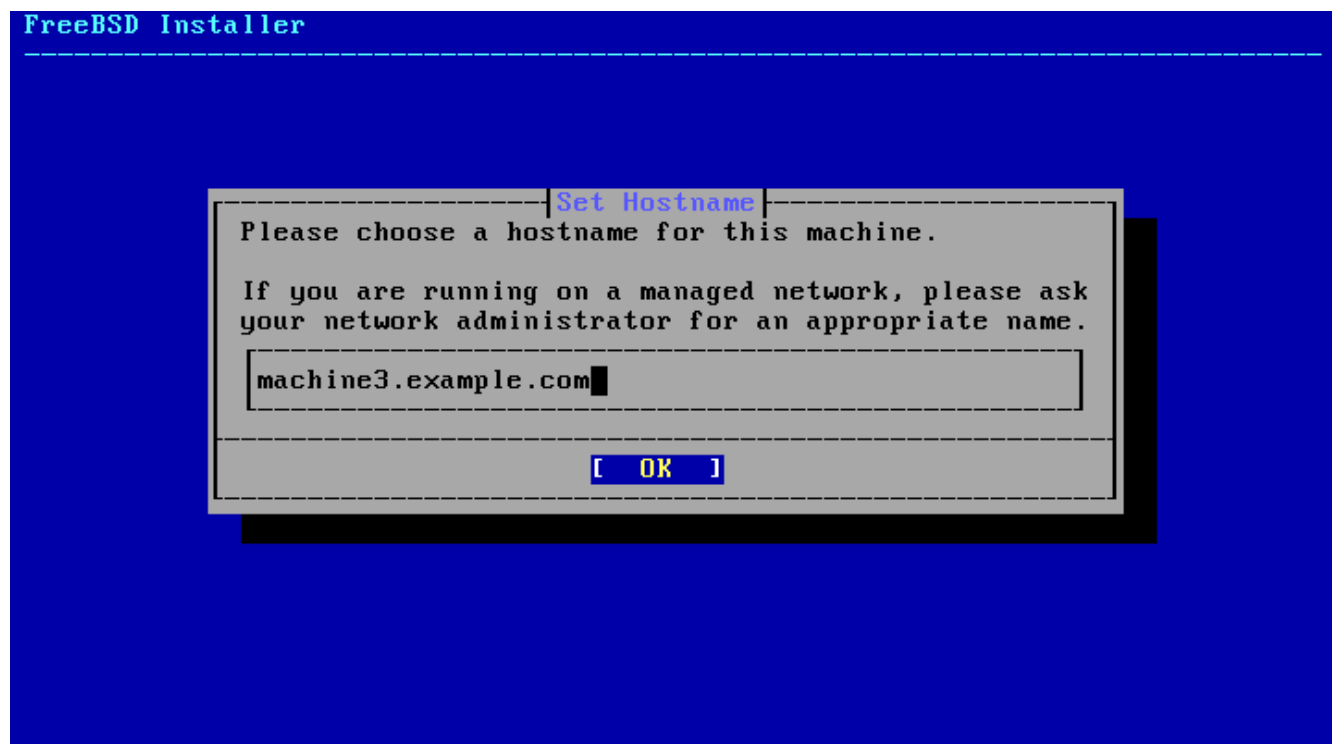 FreeBSD Installer
Set Hostname
Please choose a hostname for this machine.
If you are running on a managed network, please ask
your network administrator for an appropriate name.
machine3.example.com
[ OK ]